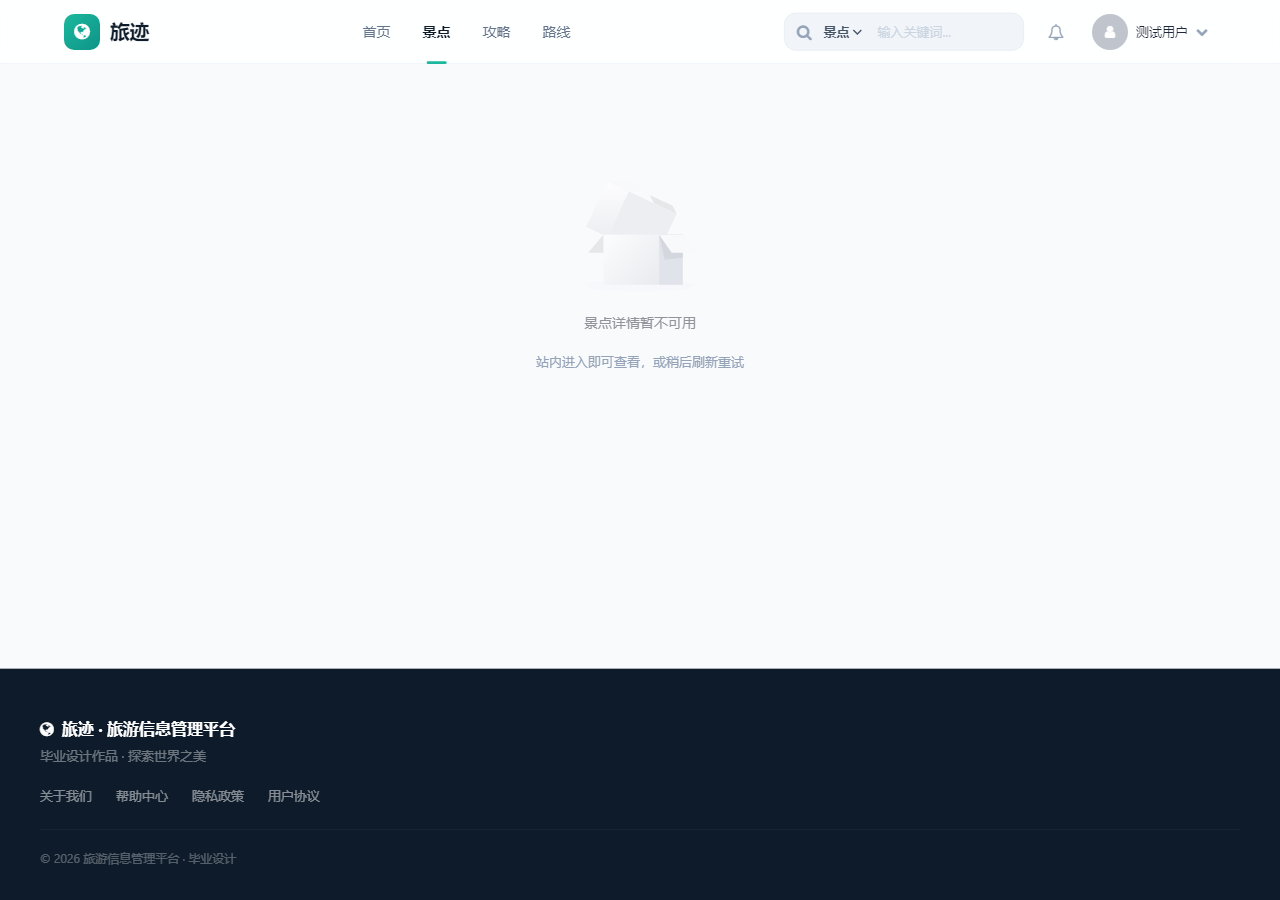 旅迹
首页 景点 攻略 路线
景点 输入关键词...
测试用户
景点详情暂不可用
站内进入即可查看，或稍后刷新重试
旅迹 · 旅游信息管理平台
毕业设计作品 · 探索世界之美
关于我们 帮助中心 隐私政策 用户协议
© 2026 旅游信息管理平台 · 毕业设计